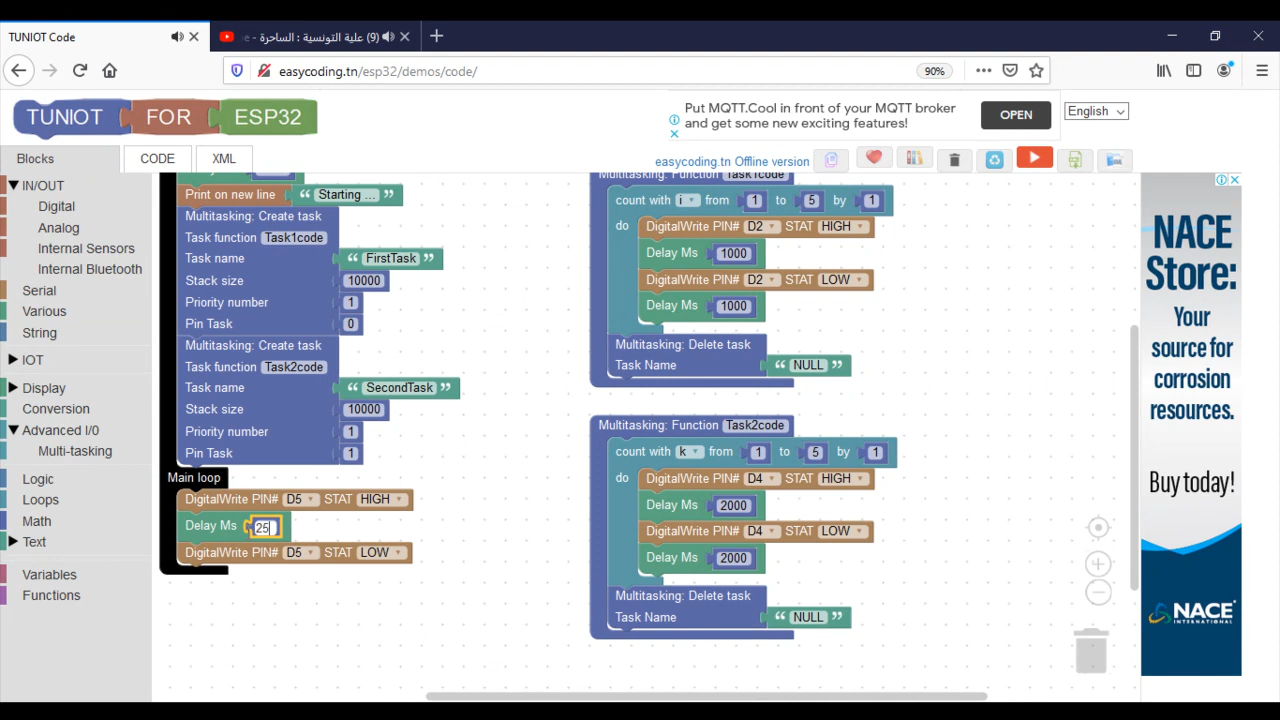 TUNIOT Code
(9) علية التونسية : الساحرة -
easycoding.tn/esp32/demos/code/
90%
TUNIOT FOR ESP32
Put MQTT.Cool in front of your MQTT broker
and get some new exciting features!
OPEN
English
Blocks
CODE
XML
easycoding.tn Offline version
IN/OUT
Digital
Analog
Internal Sensors
Internal Bluetooth
Serial
Various
String
IOT
Display
Conversion
Advanced I/0
Multi-tasking
Logic
Loops
Math
Text
Variables
Functions
Print on new line “ Starting ... ”
Multitasking: Create task
Task function Task1code
Task name “ FirstTask ”
Stack size 10000
Priority number 1
Pin Task 0
Multitasking: Create task
Task function Task2code
Task name “ SecondTask ”
Stack size 10000
Priority number 1
Pin Task 1
Main loop
DigitalWrite PIN# D5 STAT HIGH
Delay Ms 25
DigitalWrite PIN# D5 STAT LOW
Multitasking: Function Task1code
count with i from 1 to 5 by 1
do DigitalWrite PIN# D2 STAT HIGH
Delay Ms 1000
DigitalWrite PIN# D2 STAT LOW
Delay Ms 1000
Multitasking: Delete task
Task Name “ NULL ”
Multitasking: Function Task2code
count with k from 1 to 5 by 1
do DigitalWrite PIN# D4 STAT HIGH
Delay Ms 2000
DigitalWrite PIN# D4 STAT LOW
Delay Ms 2000
Multitasking: Delete task
Task Name “ NULL ”
NACE
Store:
Your
source for
corrosion
resources.
Buy today!
NACE
INTERNATIONAL